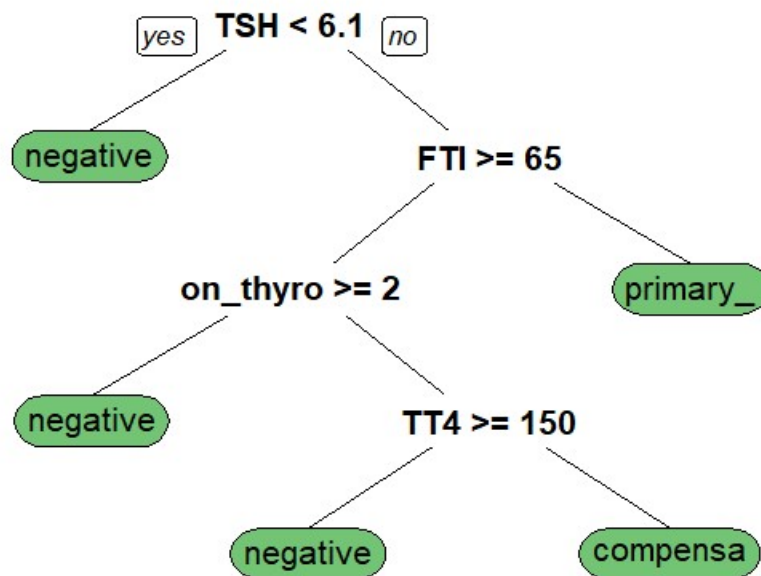 yes TSH < 6.1 no
negative
FTI >= 65
on_thyro >= 2
primary_
negative
TT4 >= 150
negative
compensa